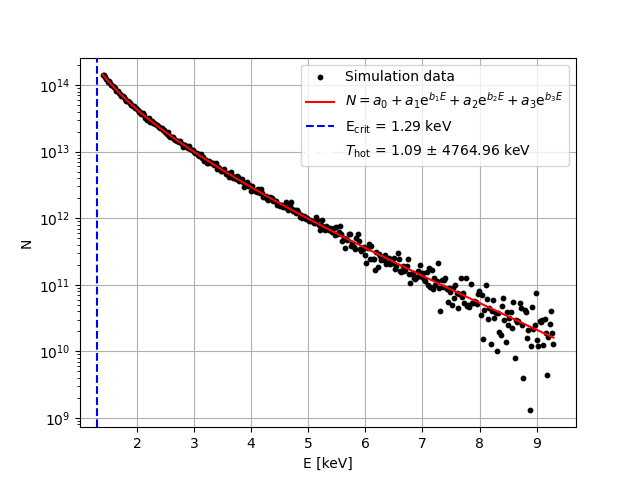 Simulation data
N = a₀ + a₁e^{b₁E} + a₂e^{b₂E} + a₃e^{b₃E}
E_crit = 1.29 keV
T_hot = 1.09 ± 4764.96 keV
10¹⁴
10¹³
10¹²
10¹¹
10¹⁰
10⁹
N
2 3 4 5 6 7 8 9
E [keV]